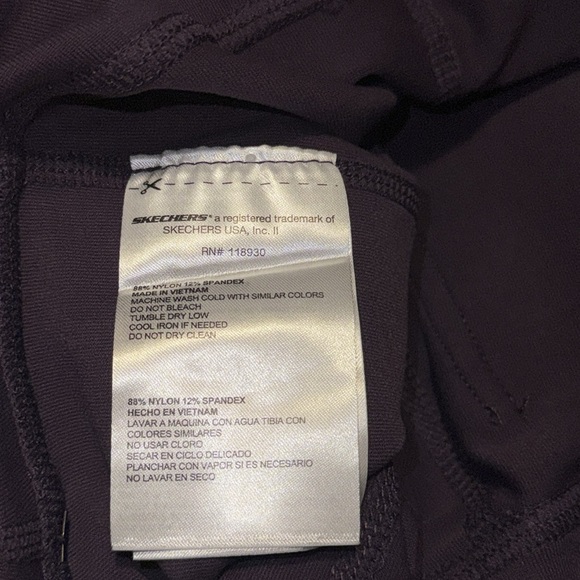 SKECHERS® a registered trademark of
SKECHERS USA, Inc. II
RN# 118930
88% NYLON 12% SPANDEX
MADE IN VIETNAM
MACHINE WASH COLD WITH SIMILAR COLORS
DO NOT BLEACH
TUMBLE DRY LOW
COOL IRON IF NEEDED
DO NOT DRY CLEAN
88% NYLON 12% SPANDEX
HECHO EN VIETNAM
LAVAR A MAQUINA CON AGUA TIBIA CON
COLORES SIMILARES
NO USAR CLORO
SECAR EN CICLO DELICADO
PLANCHAR CON VAPOR SI ES NECESARIO
NO LAVAR EN SECO